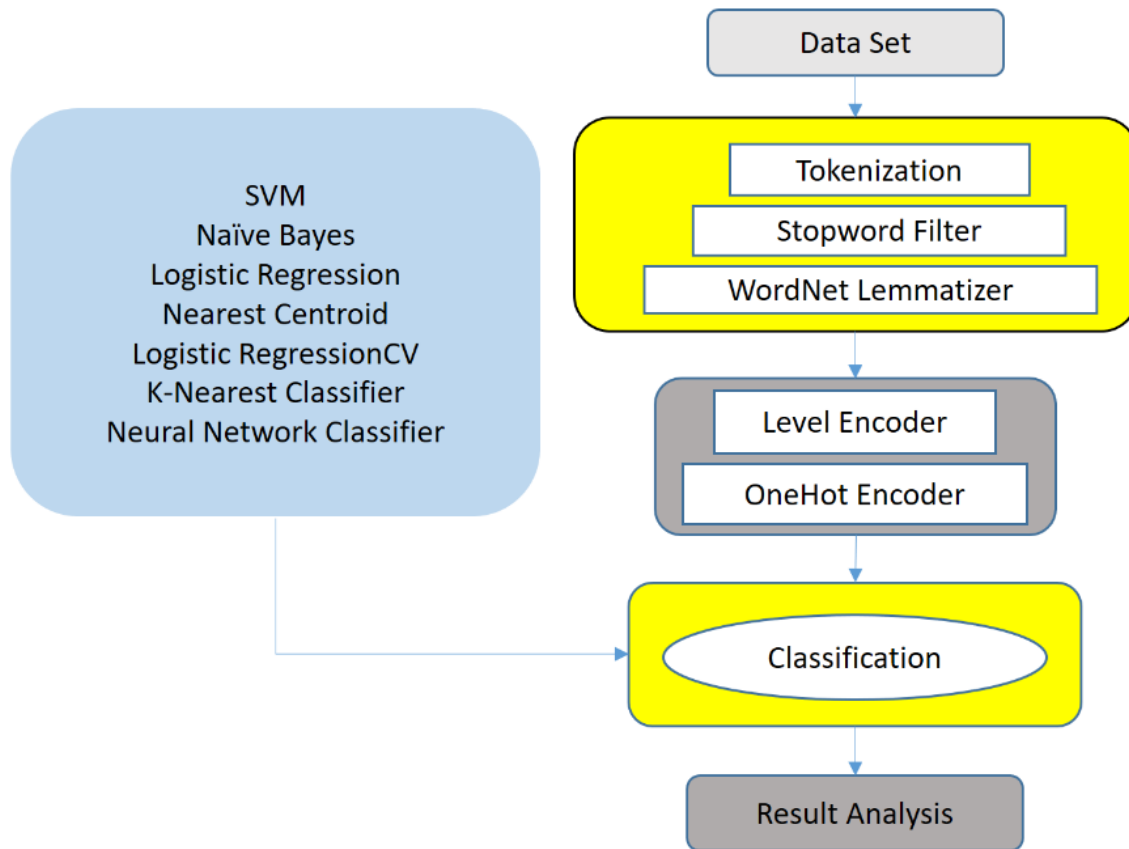 Data Set
Tokenization
Stopword Filter
WordNet Lemmatizer
SVM
Naïve Bayes
Logistic Regression
Nearest Centroid
Logistic RegressionCV
K-Nearest Classifier
Neural Network Classifier
Level Encoder
OneHot Encoder
Classification
Result Analysis